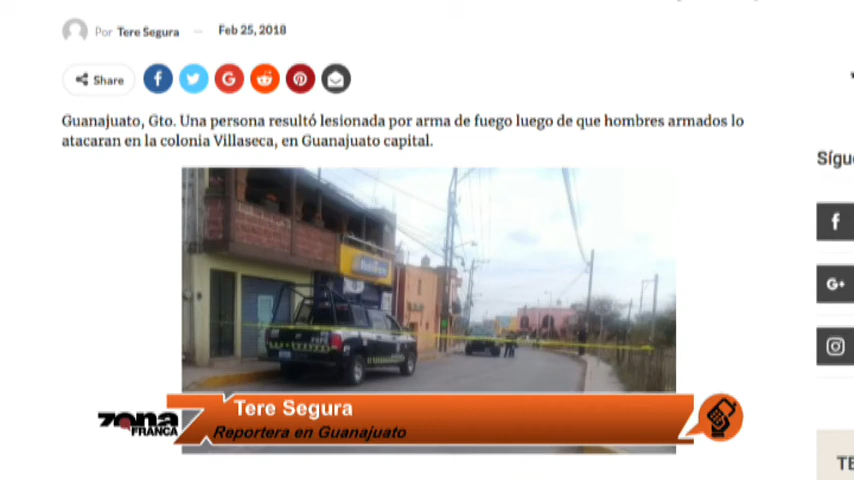 Por Tere Segura — Feb 25, 2018
Share
Guanajuato, Gto. Una persona resultó lesionada por arma de fuego luego de que hombres armados lo
atacaran en la colonia Villaseca, en Guanajuato capital.
Sígu
Tere Segura
Reportera en Guanajuato
ZONA
FRANCA
TE